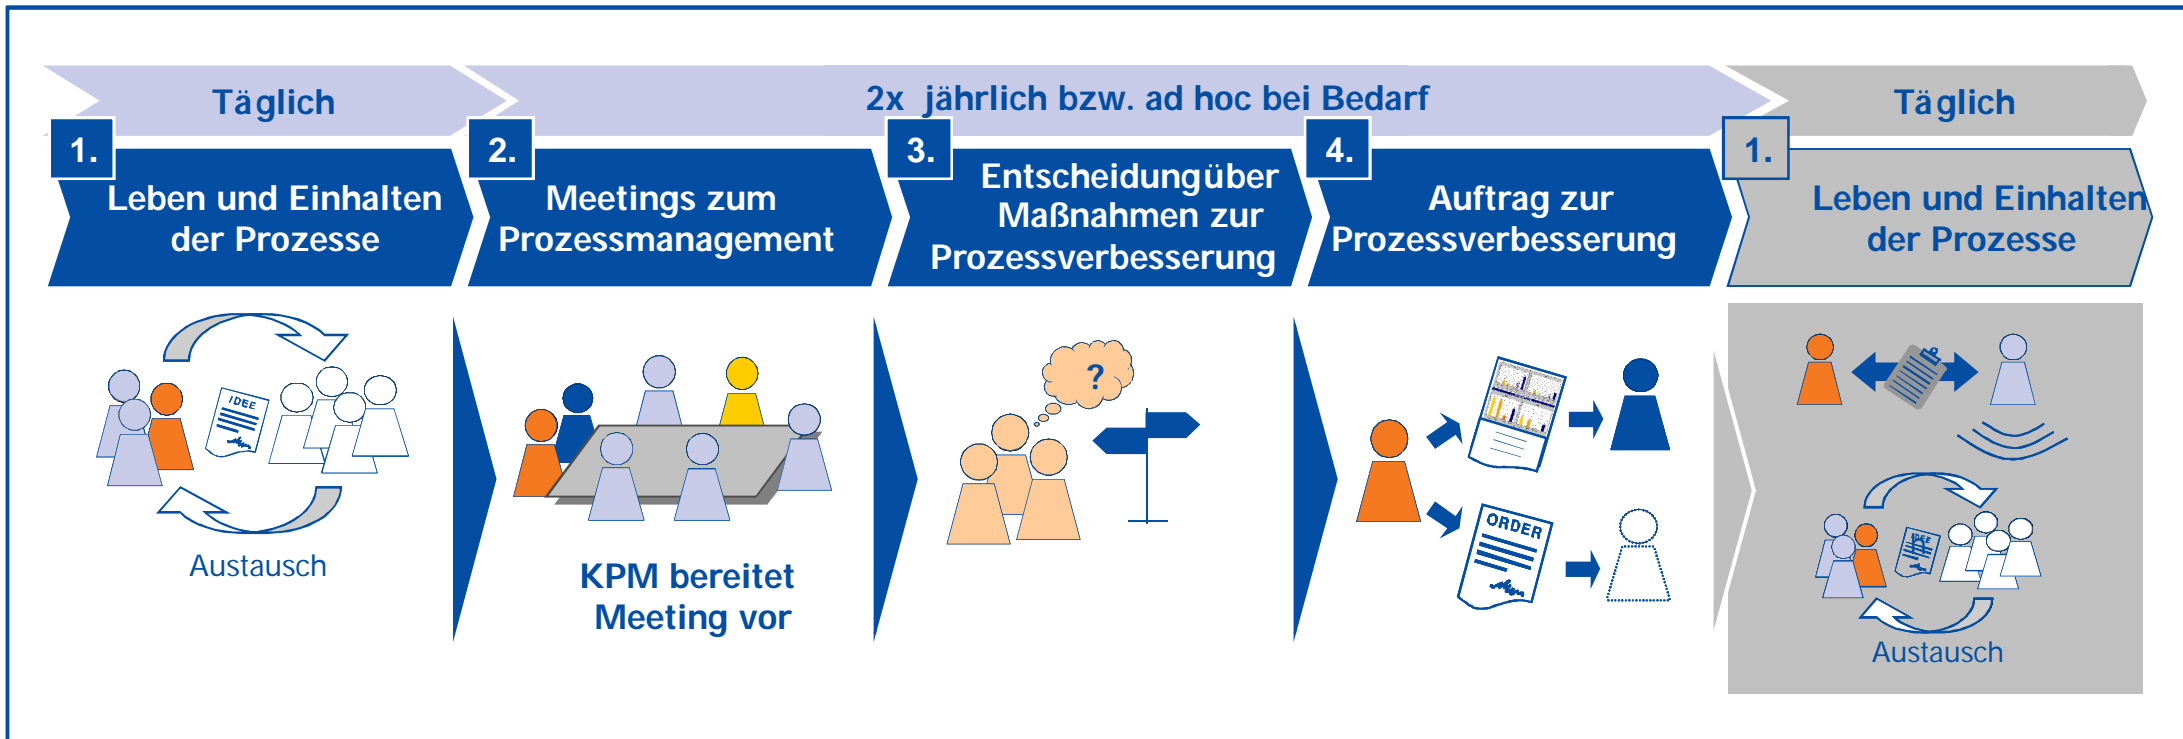 Täglich
2x jährlich bzw. ad hoc bei Bedarf
Täglich
1.
Leben und Einhalten
der Prozesse
2.
Meetings zum
Prozessmanagement
3.
Entscheidungüber
Maßnahmen zur
Prozessverbesserung
4.
Auftrag zur
Prozessverbesserung
1.
Leben und Einhalten
der Prozesse
IDEE
Austausch
KPM bereitet
Meeting vor
?
ORDER
IDEE
Austausch